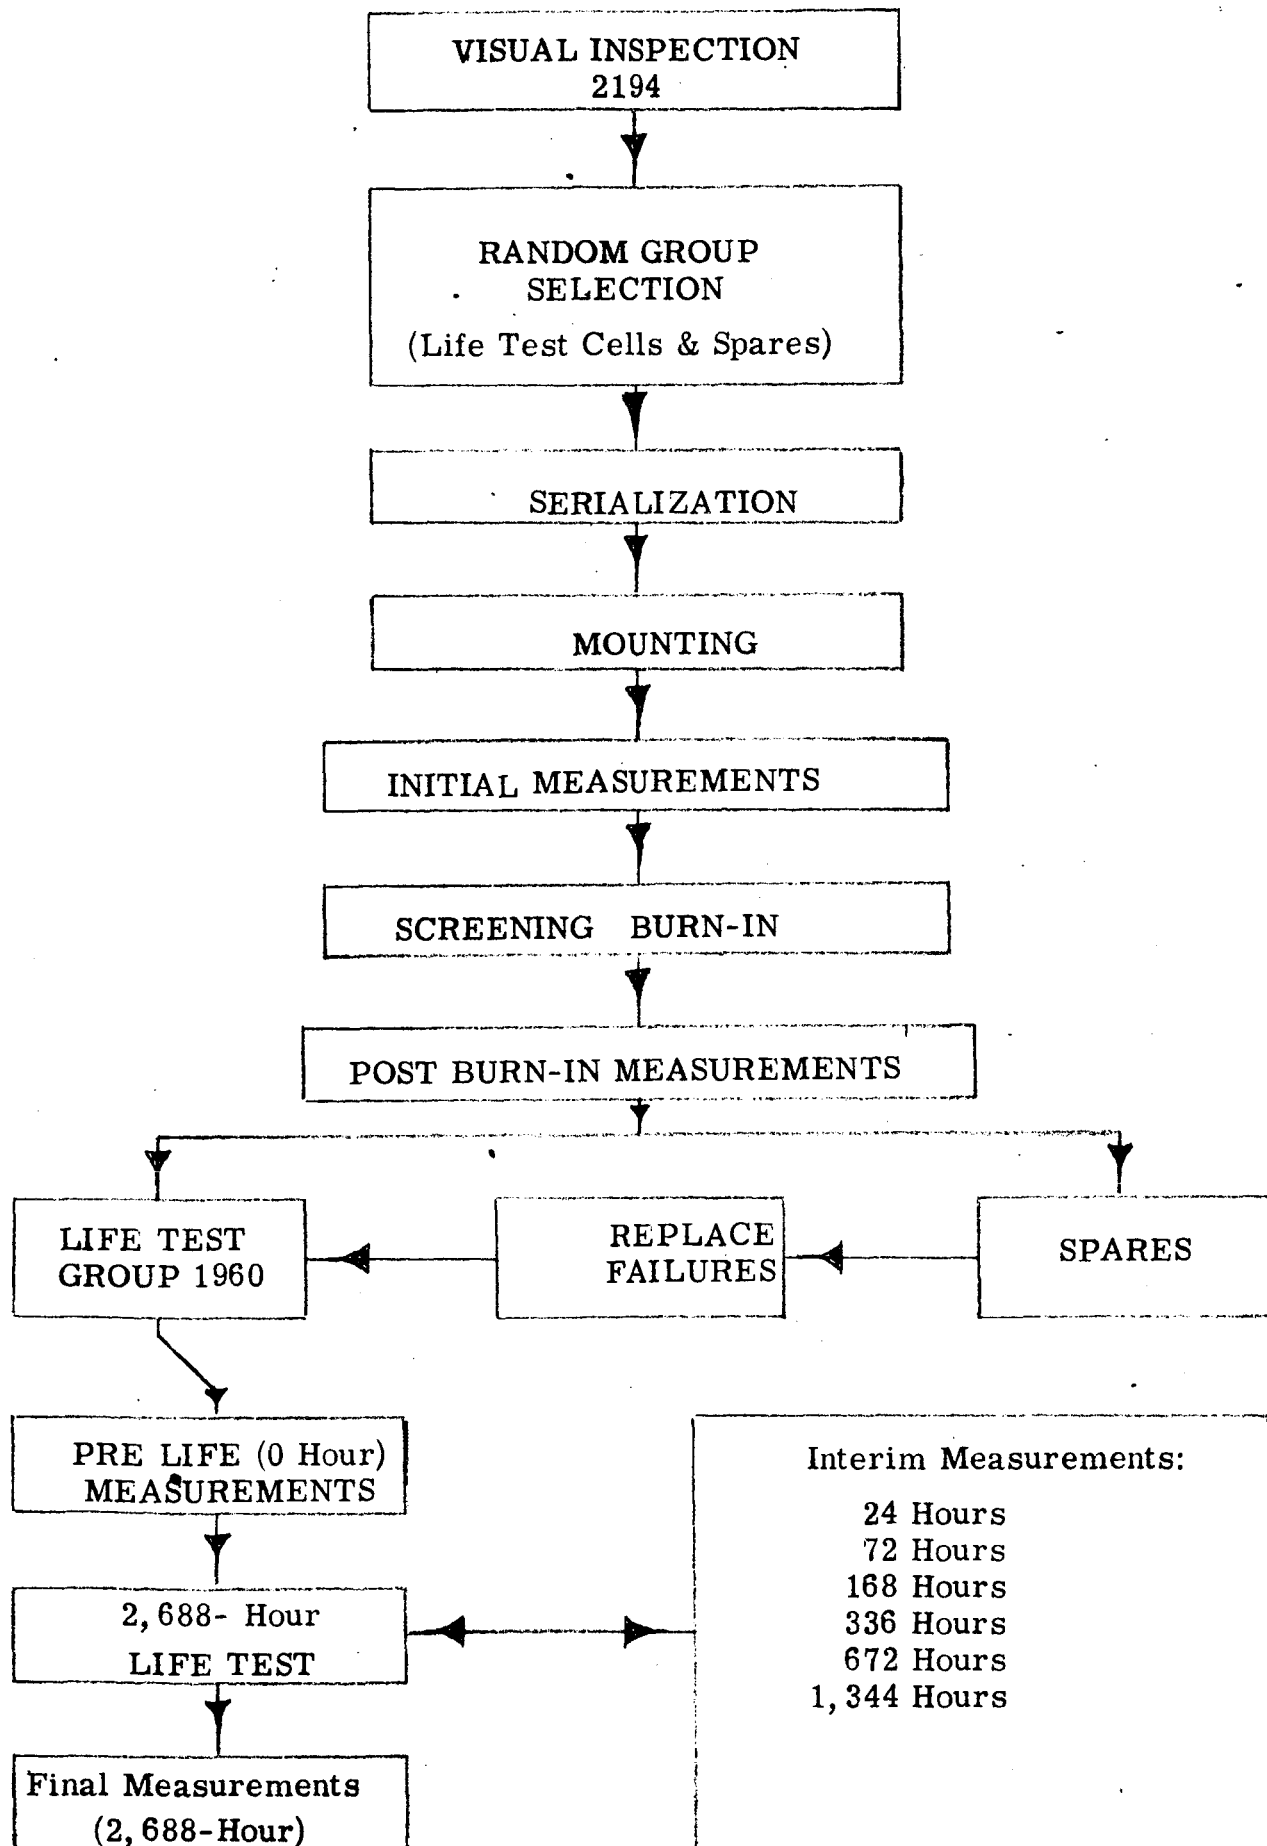 VISUAL INSPECTION
2194
RANDOM GROUP
SELECTION
(Life Test Cells & Spares)
SERIALIZATION
MOUNTING
INITIAL MEASUREMENTS
SCREENING BURN-IN
POST BURN-IN MEASUREMENTS
LIFE TEST
GROUP 1960
REPLACE
FAILURES
SPARES
PRE LIFE (0 Hour)
MEASUREMENTS
2,688- Hour
LIFE TEST
Final Measurements
(2,688-Hour)
Interim Measurements:
24 Hours
72 Hours
168 Hours
336 Hours
672 Hours
1,344 Hours